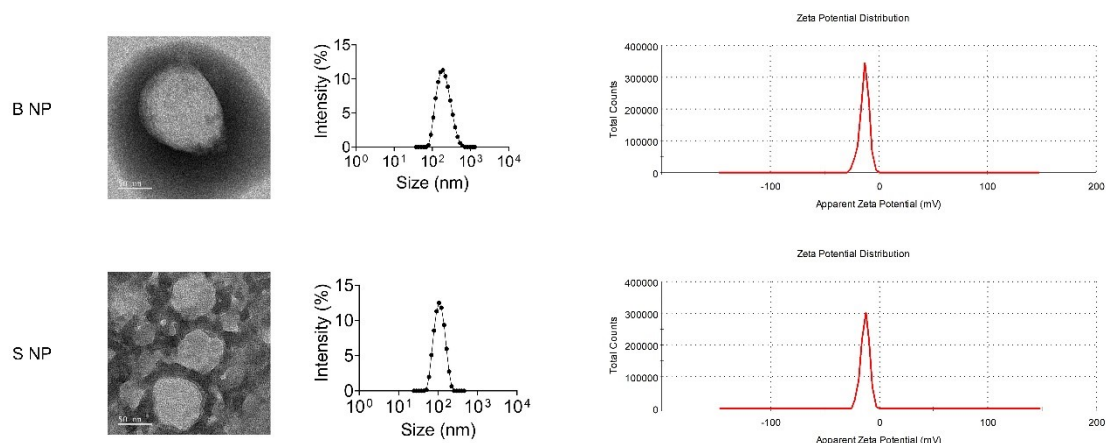 B NP
50 nm
Intensity (%)
15
10
5
0
10⁰ 10¹ 10² 10³ 10⁴
Size (nm)
Zeta Potential Distribution
Total Counts
400000
300000
200000
100000
0
-100 0 100 200
Apparent Zeta Potential (mV)
S NP
50 nm
Intensity (%)
15
10
5
0
10⁰ 10¹ 10² 10³ 10⁴
Size (nm)
Zeta Potential Distribution
Total Counts
400000
300000
200000
100000
0
-100 0 100 200
Apparent Zeta Potential (mV)